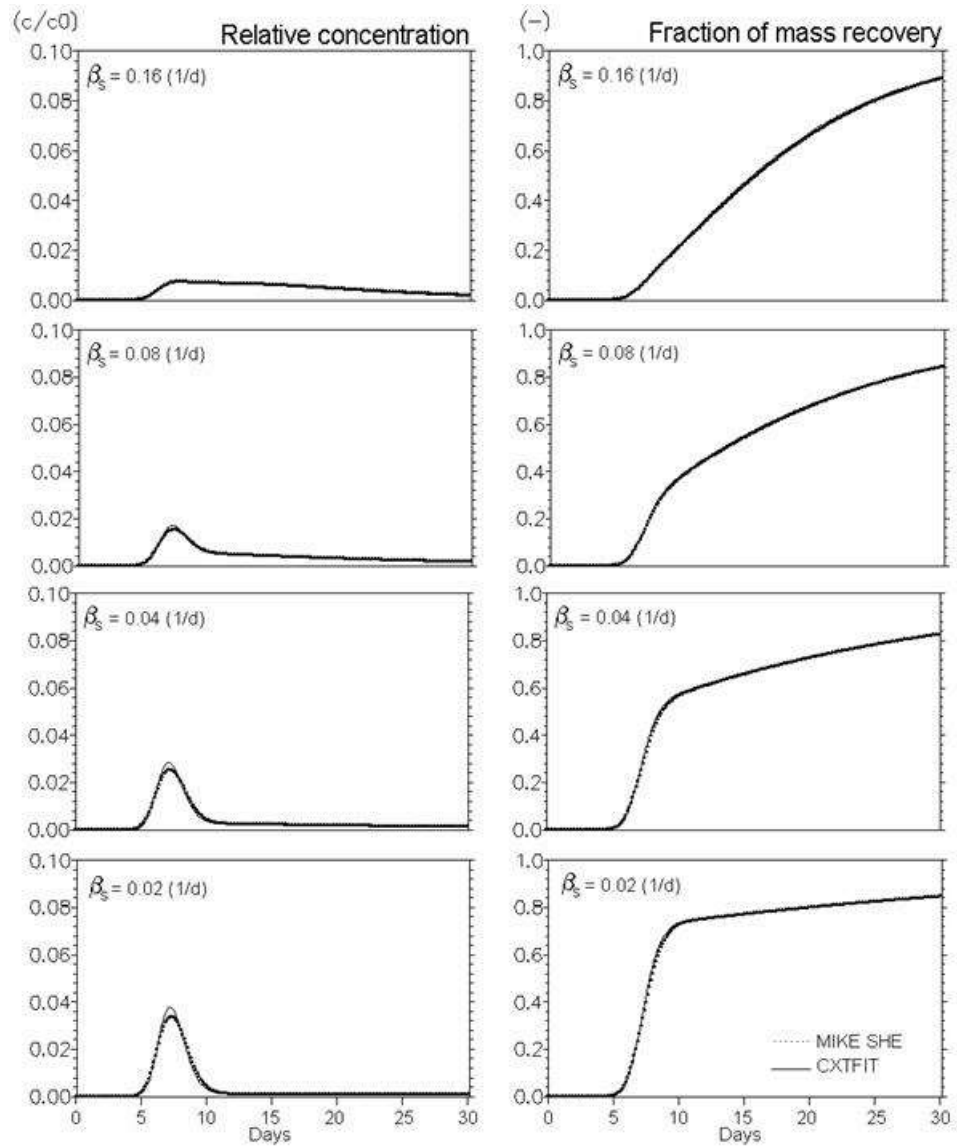 (c/c0)
Relative concentration
(-)
Fraction of mass recovery
0.10
0.08
0.06
0.04
0.02
0.00
βs = 0.16 (1/d)
1.0
0.8
0.6
0.4
0.2
0.0
βs = 0.16 (1/d)
0.10
0.08
0.06
0.04
0.02
0.00
βs = 0.08 (1/d)
1.0
0.8
0.6
0.4
0.2
0.0
βs = 0.08 (1/d)
0.10
0.08
0.06
0.04
0.02
0.00
βs = 0.04 (1/d)
1.0
0.8
0.6
0.4
0.2
0.0
βs = 0.04 (1/d)
0.10
0.08
0.06
0.04
0.02
0.00
βs = 0.02 (1/d)
0 5 10 15 20 25 30
Days
1.0
0.8
0.6
0.4
0.2
0.0
βs = 0.02 (1/d)
MIKE SHE
CXTFIT
0 5 10 15 20 25 30
Days